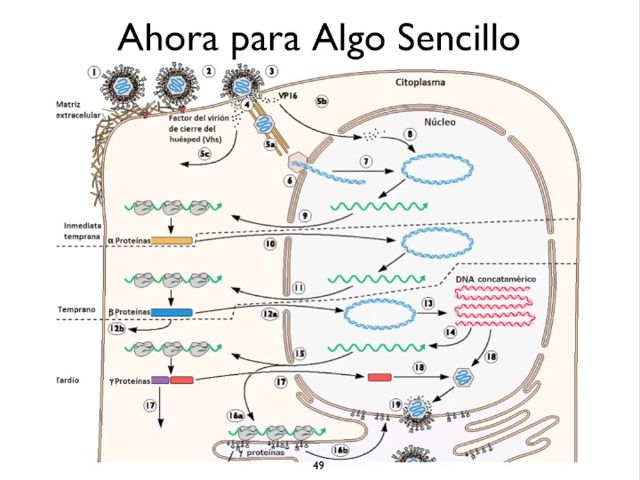 Ahora para Algo Sencillo
1
2
3
Citoplasma
VP16
5b
Matriz
extracelular
4
Factor del virión
de cierre del
huésped (Vhs)
Núcleo
8
5a
5c
7
6
9
Inmediata
temprana
α Proteínas
10
11
DNA concatamérico
Temprano
β Proteínas
12a
13
12b
14
15
18
18
Tardío
γ Proteínas
17
17
19
16a
γ proteínas
16b
49